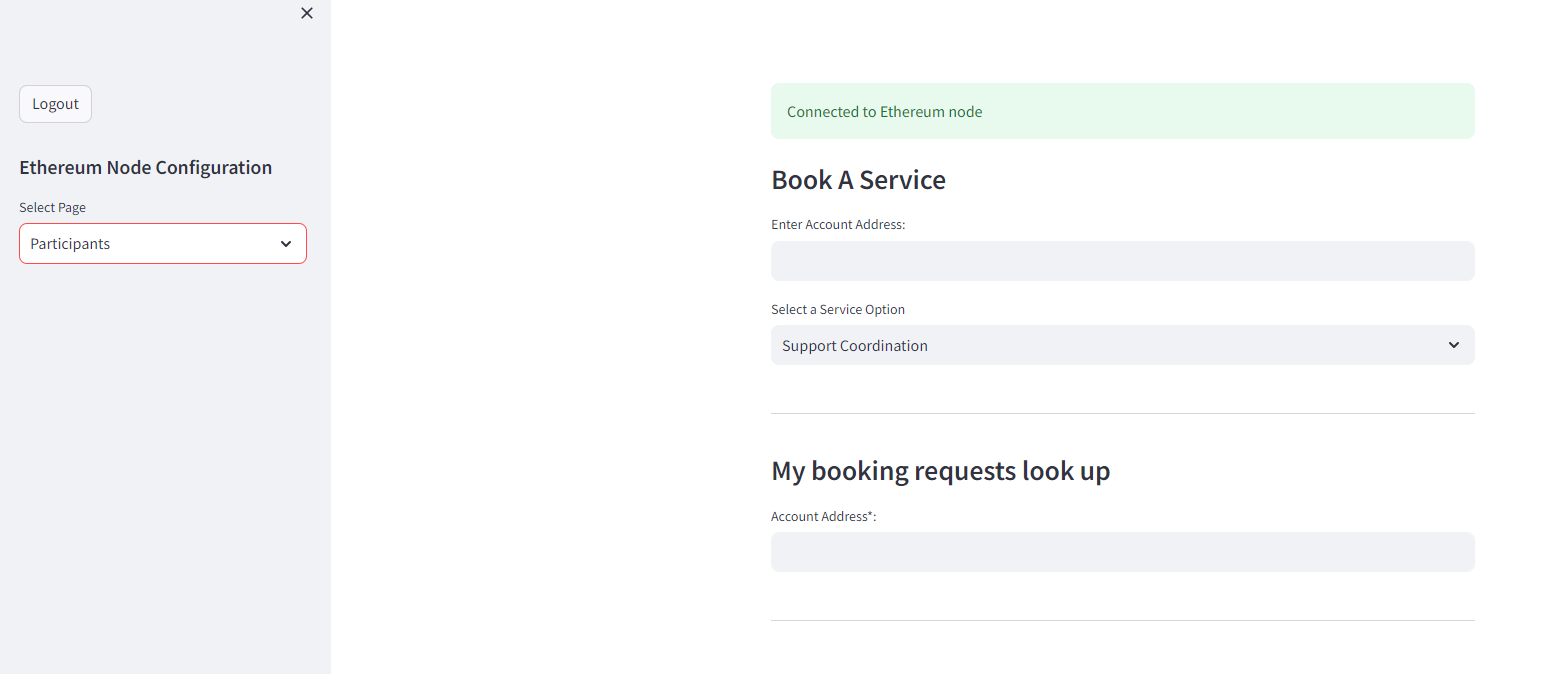 Logout
Ethereum Node Configuration
Select Page
Participants
Connected to Ethereum node
Book A Service
Enter Account Address:
Select a Service Option
Support Coordination
My booking requests look up
Account Address*: